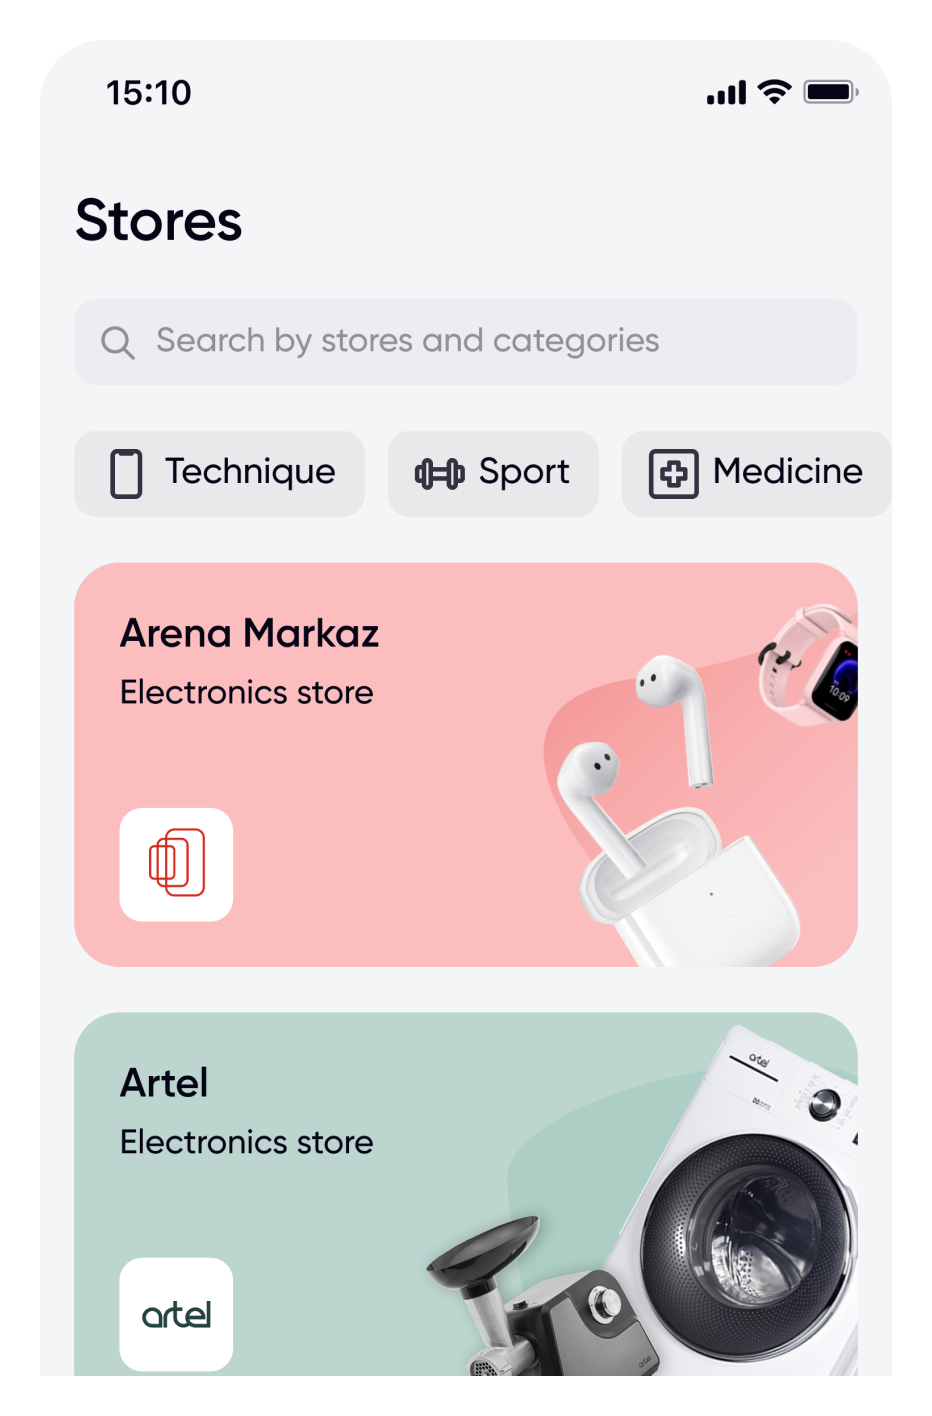 15:10
Stores
Search by stores and categories
Technique
Sport
Medicine
Arena Markaz
Electronics store
10:09
Artel
Electronics store
artel
artel
artel